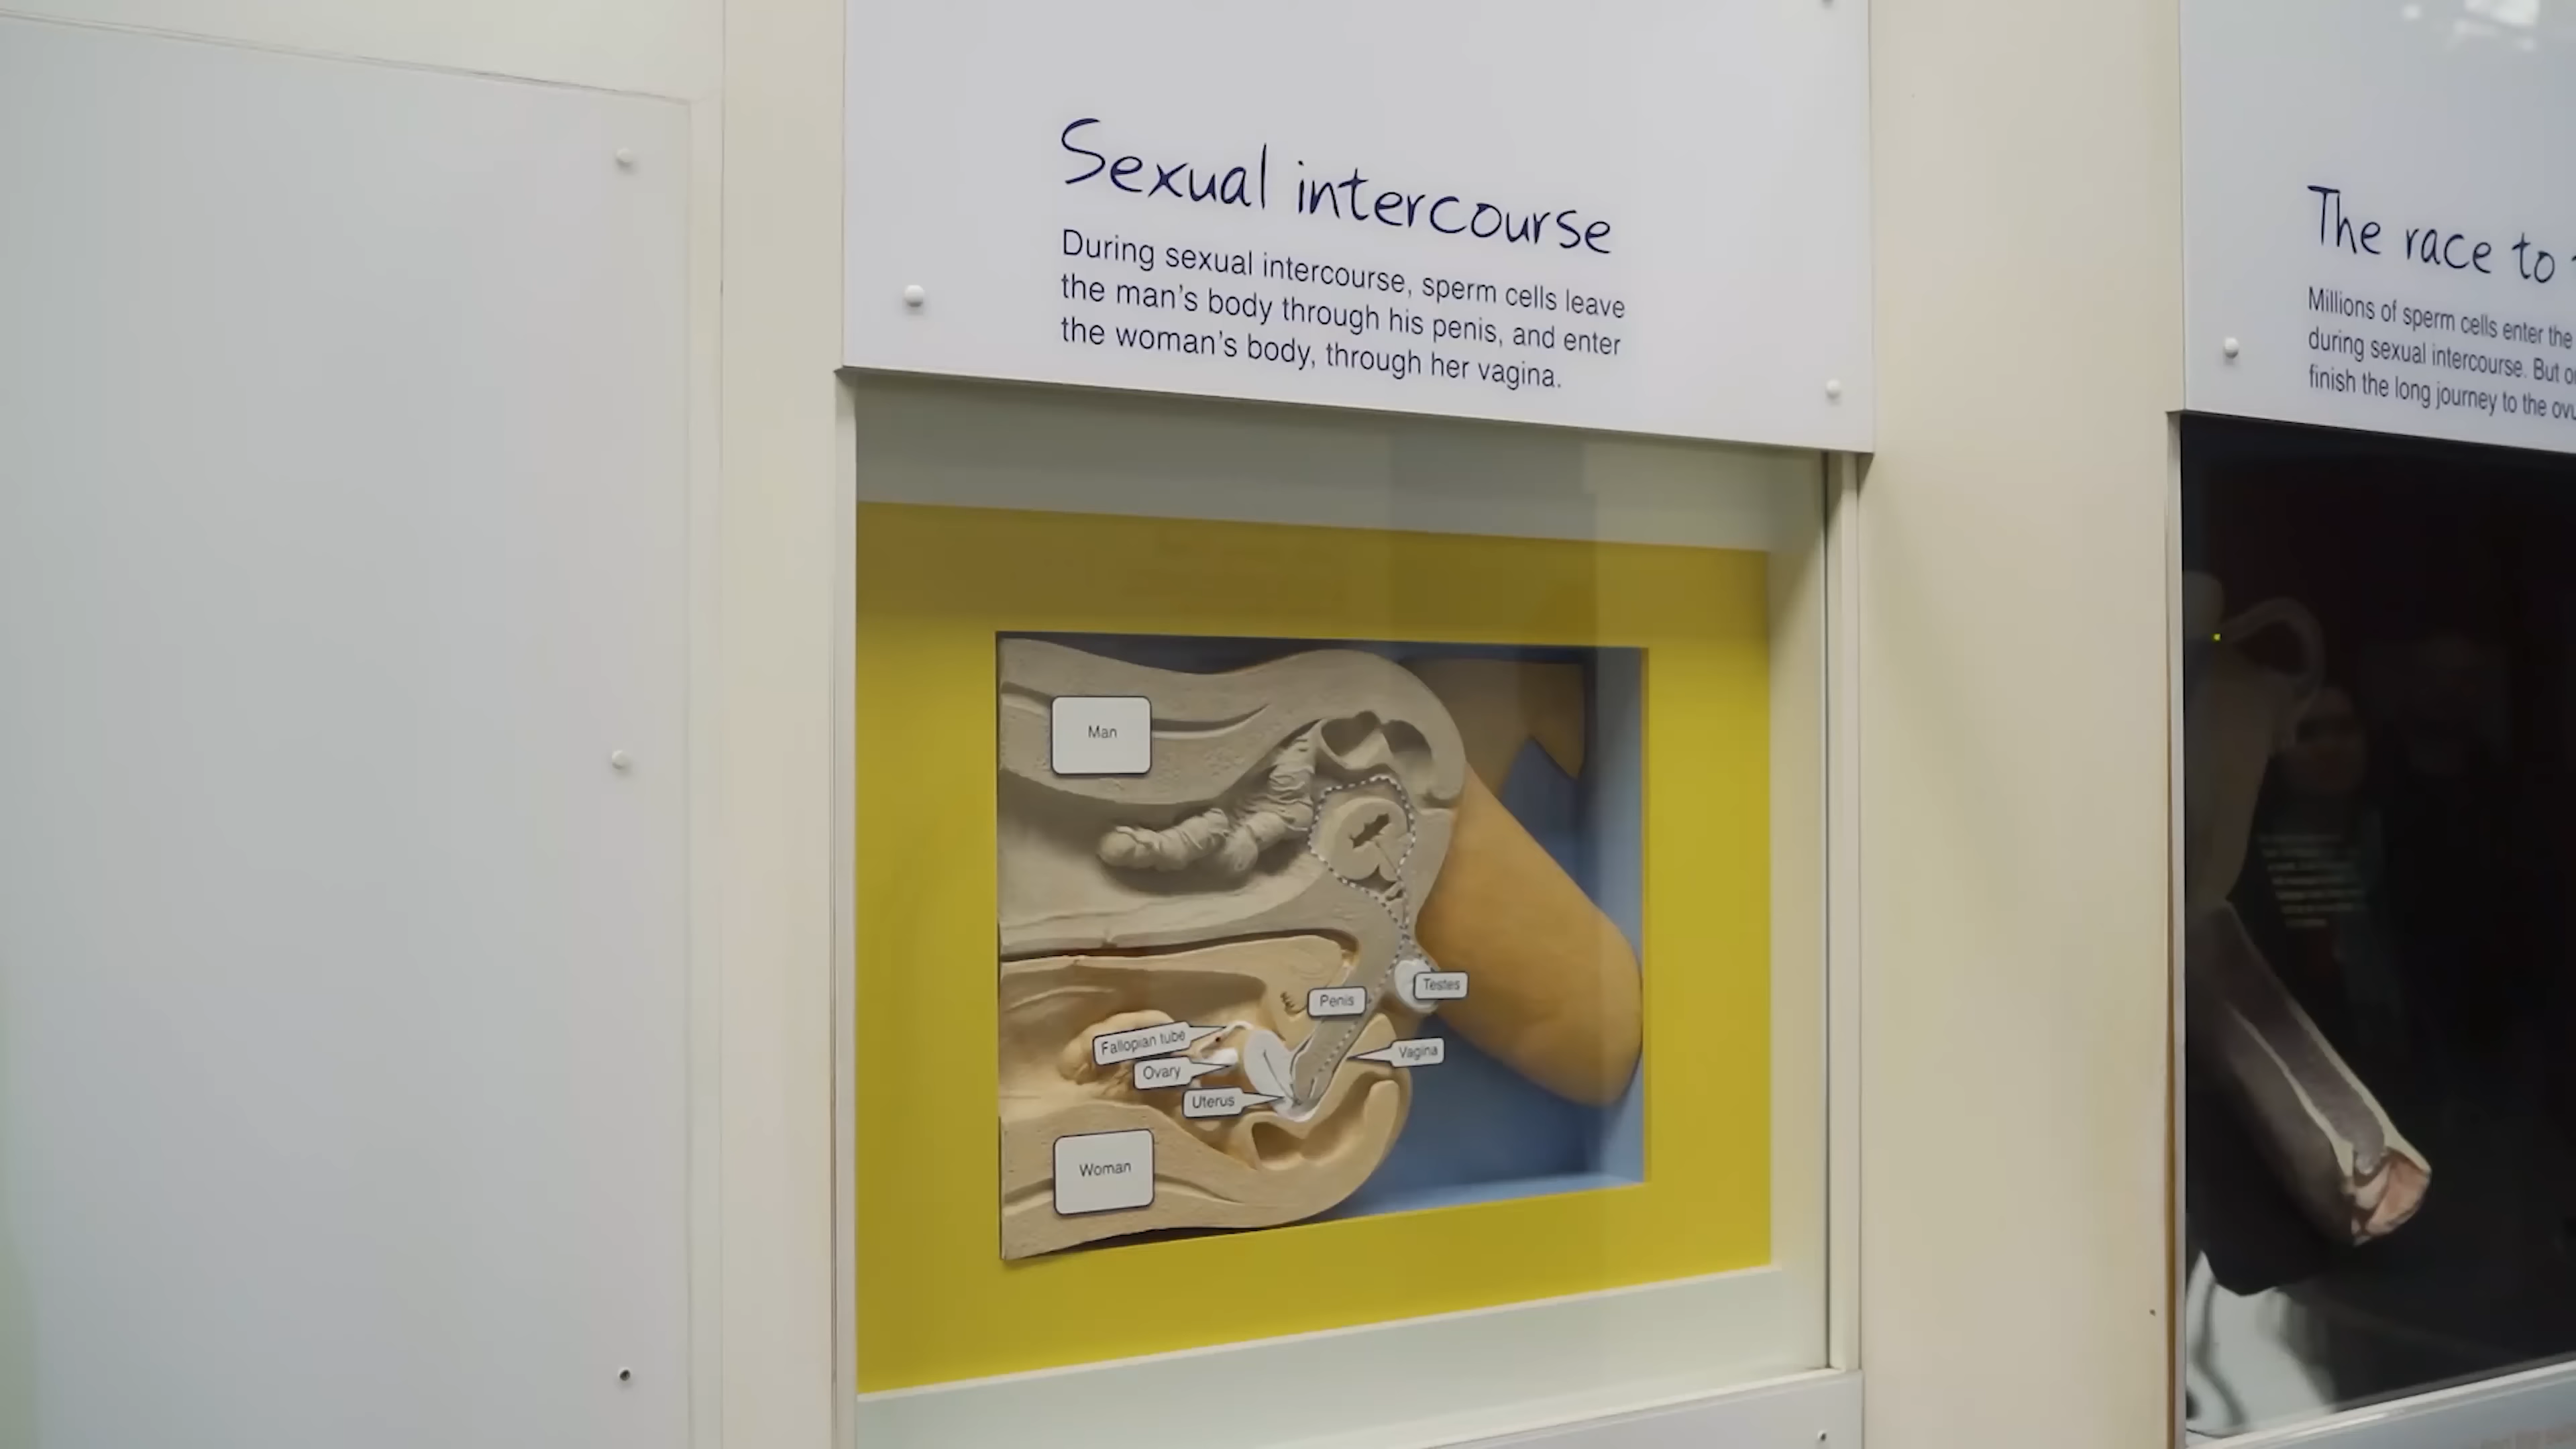 Sexual intercourse
During sexual intercourse, sperm cells leave
the man's body through his penis, and enter
the woman's body, through her vagina.
Man
Testes
Penis
Fallopian tube
Vagina
Ovary
Uterus
Woman
The race to
Millions of sperm cells enter the
during sexual intercourse. But
finish the long journey to the